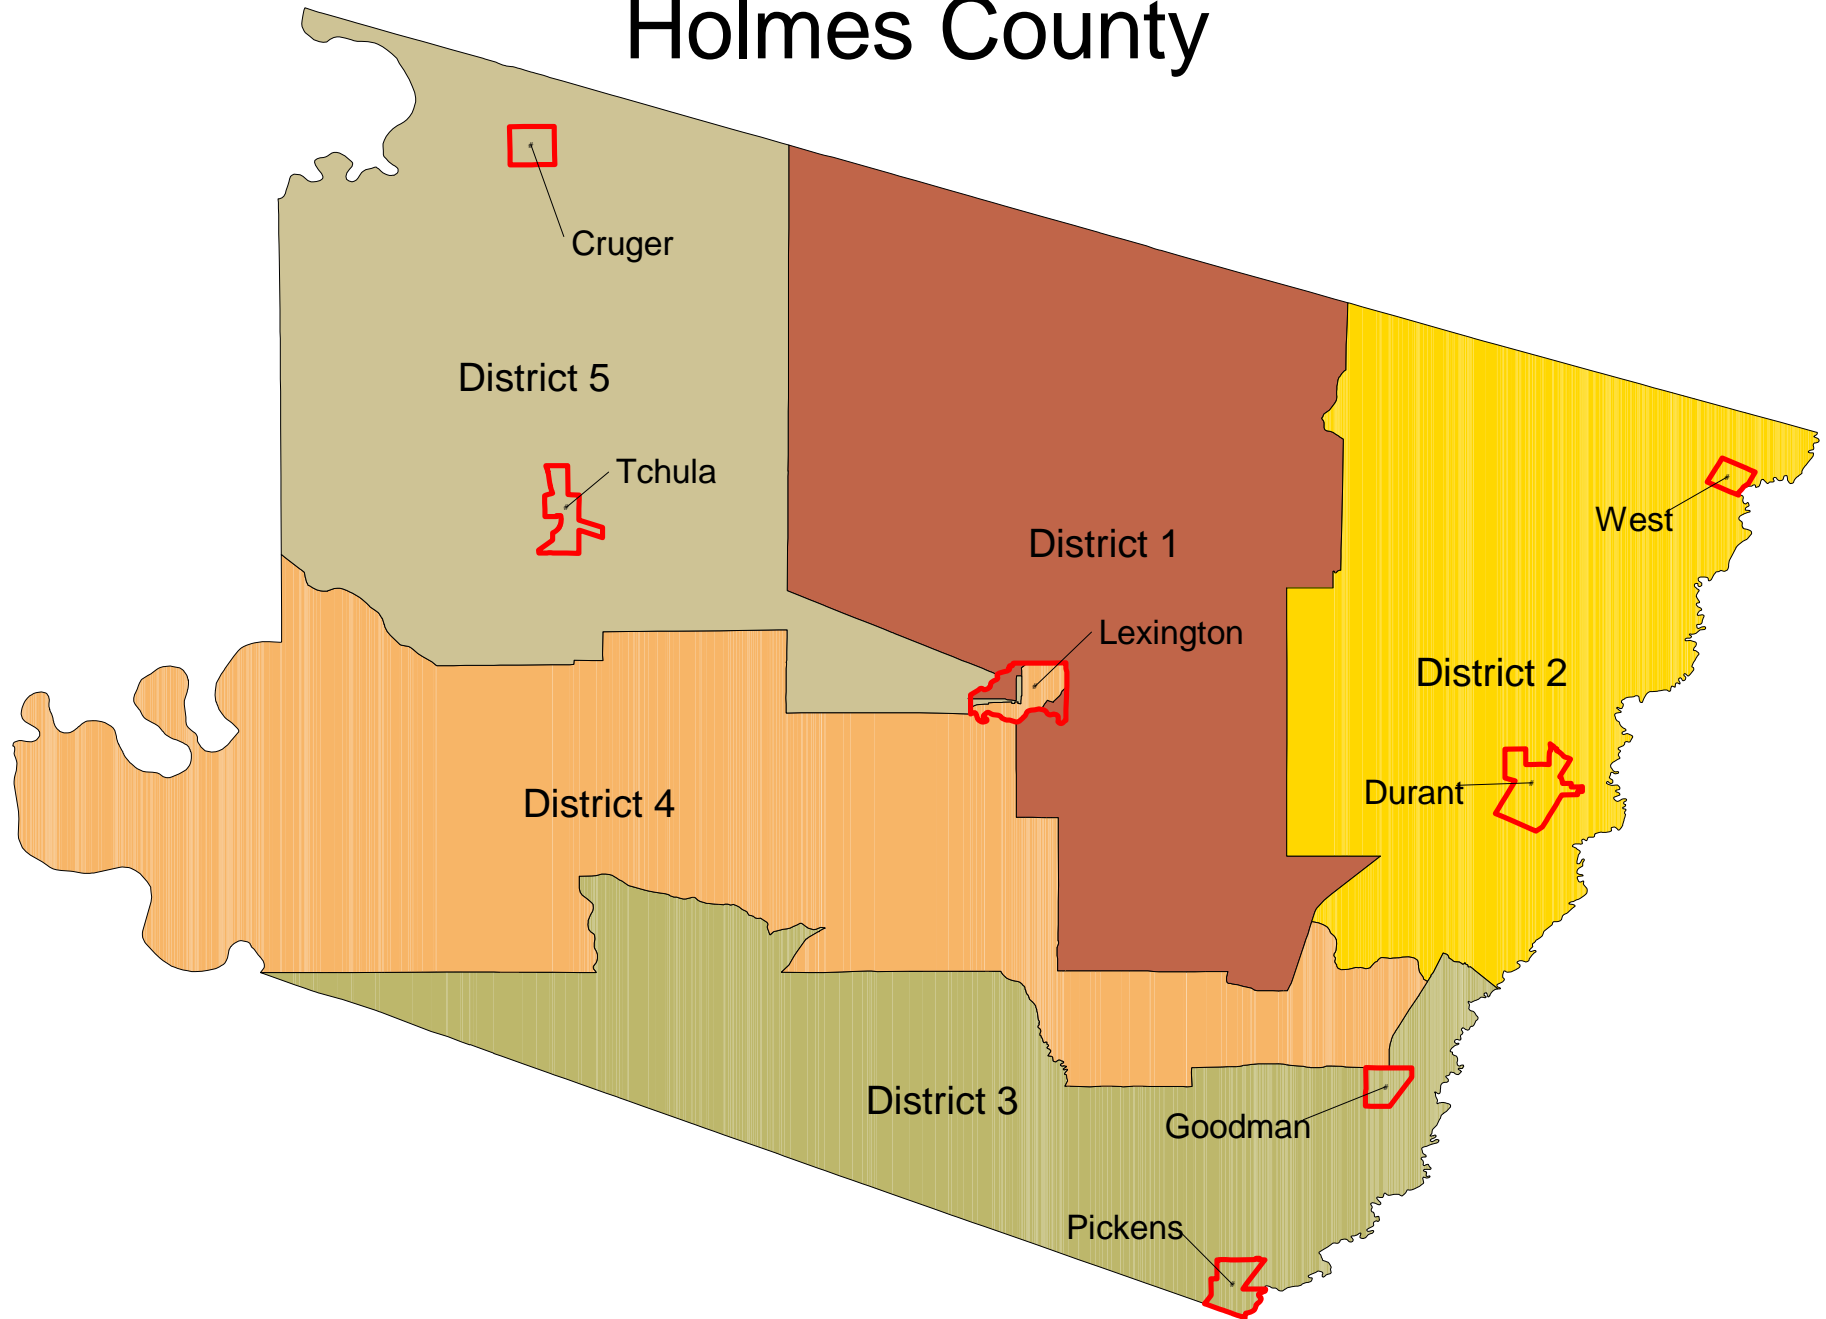 Holmes County
Cruger
District 5
Tchula
West
District 1
Lexington
District 2
Durant
District 4
District 3
Goodman
Pickens